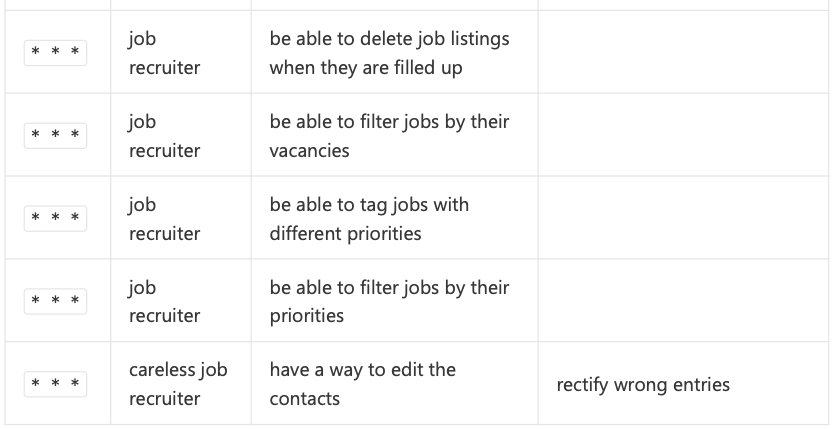 * * *
job
recruiter
be able to delete job listings
when they are filled up
* * *
job
recruiter
be able to filter jobs by their
vacancies
* * *
job
recruiter
be able to tag jobs with
different priorities
* * *
job
recruiter
be able to filter jobs by their
priorities
* * *
careless job
recruiter
have a way to edit the
contacts
rectify wrong entries